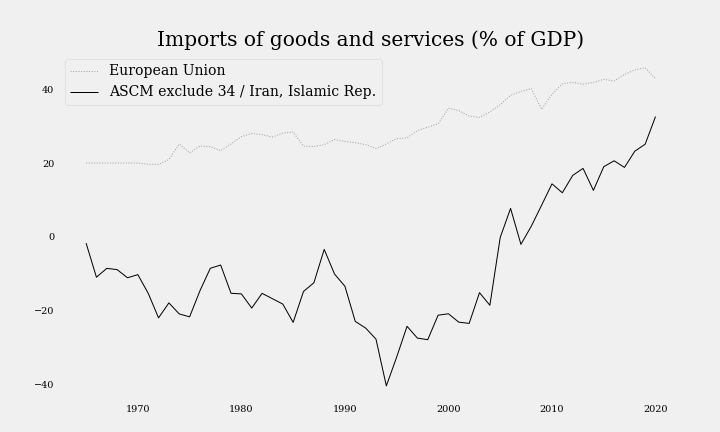 Imports of goods and services (% of GDP)
European Union
ASCM exclude 34 / Iran, Islamic Rep.
40
20
0
−20
−40
1970 1980 1990 2000 2010 2020